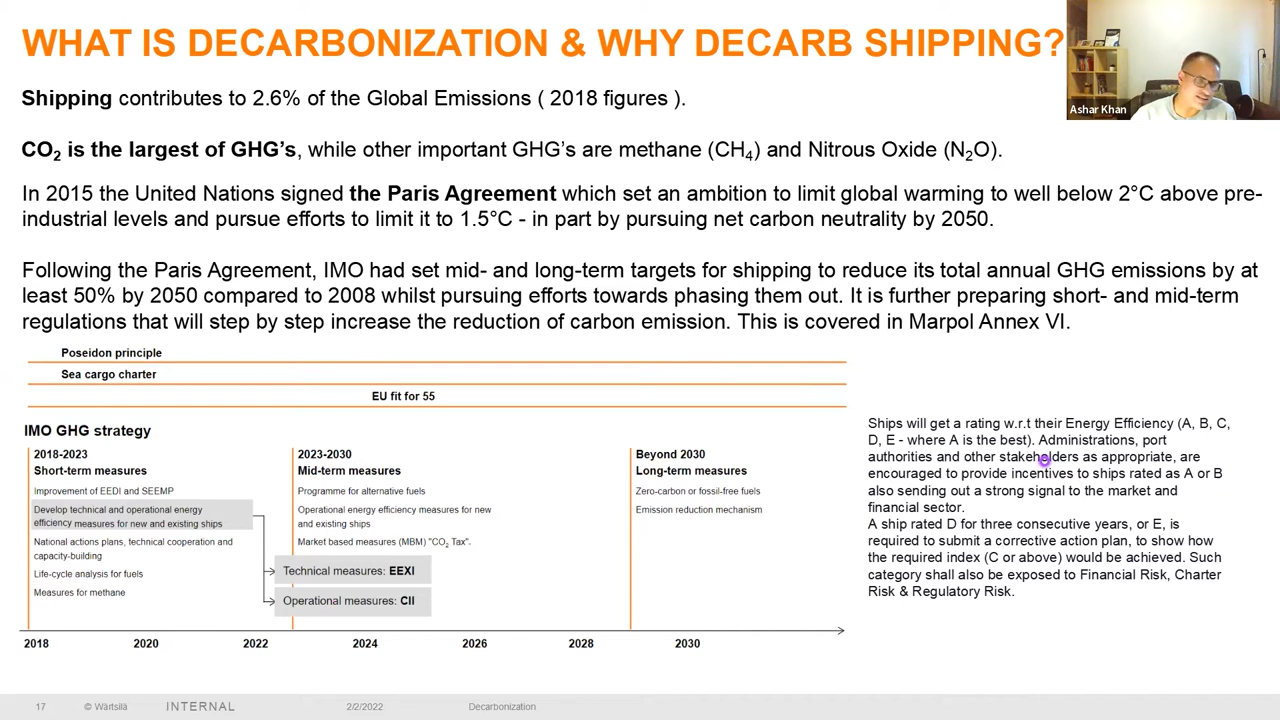 WHAT IS DECARBONIZATION & WHY DECARB SHIPPING?
Ashar Khan
Shipping contributes to 2.6% of the Global Emissions ( 2018 figures ).
CO₂ is the largest of GHG's, while other important GHG's are methane (CH₄) and Nitrous Oxide (N₂O).
In 2015 the United Nations signed the Paris Agreement which set an ambition to limit global warming to well below 2°C above pre-
industrial levels and pursue efforts to limit it to 1.5°C - in part by pursuing net carbon neutrality by 2050.
Following the Paris Agreement, IMO had set mid- and long-term targets for shipping to reduce its total annual GHG emissions by at
least 50% by 2050 compared to 2008 whilst pursuing efforts towards phasing them out. It is further preparing short- and mid-term
regulations that will step by step increase the reduction of carbon emission. This is covered in Marpol Annex VI.
Poseidon principle
Sea cargo charter
EU fit for 55
IMO GHG strategy
2018-2023
Short-term measures
Improvement of EEDI and SEEMP
Develop technical and operational energy
efficiency measures for new and existing ships
National action plans, technical cooperation and
capacity-building
Life-cycle analysis for fuels
Measures for methane
2023-2030
Mid-term measures
Programme for alternative fuels
Operational energy efficiency measures for new
and existing ships
Market based measures (MBM) "CO₂ Tax".
Technical measures: EEXI
Operational measures: CII
Beyond 2030
Long-term measures
Zero-carbon or fossil-free fuels
Emission reduction mechanism
2018 2020 2022 2024 2026 2028 2030
Ships will get a rating w.r.t their Energy Efficiency (A, B, C,
D, E - where A is the best). Administrations, port
authorities and other stakeholders as appropriate, are
encouraged to provide incentives to ships rated as A or B
also sending out a strong signal to the market and
financial sector.
A ship rated D for three consecutive years, or E, is
required to submit a corrective action plan, to show how
the required index (C or above) would be achieved. Such
category shall also be exposed to Financial Risk, Charter
Risk & Regulatory Risk.
17 © Wärtsilä INTERNAL 2/2/2022 Decarbonization